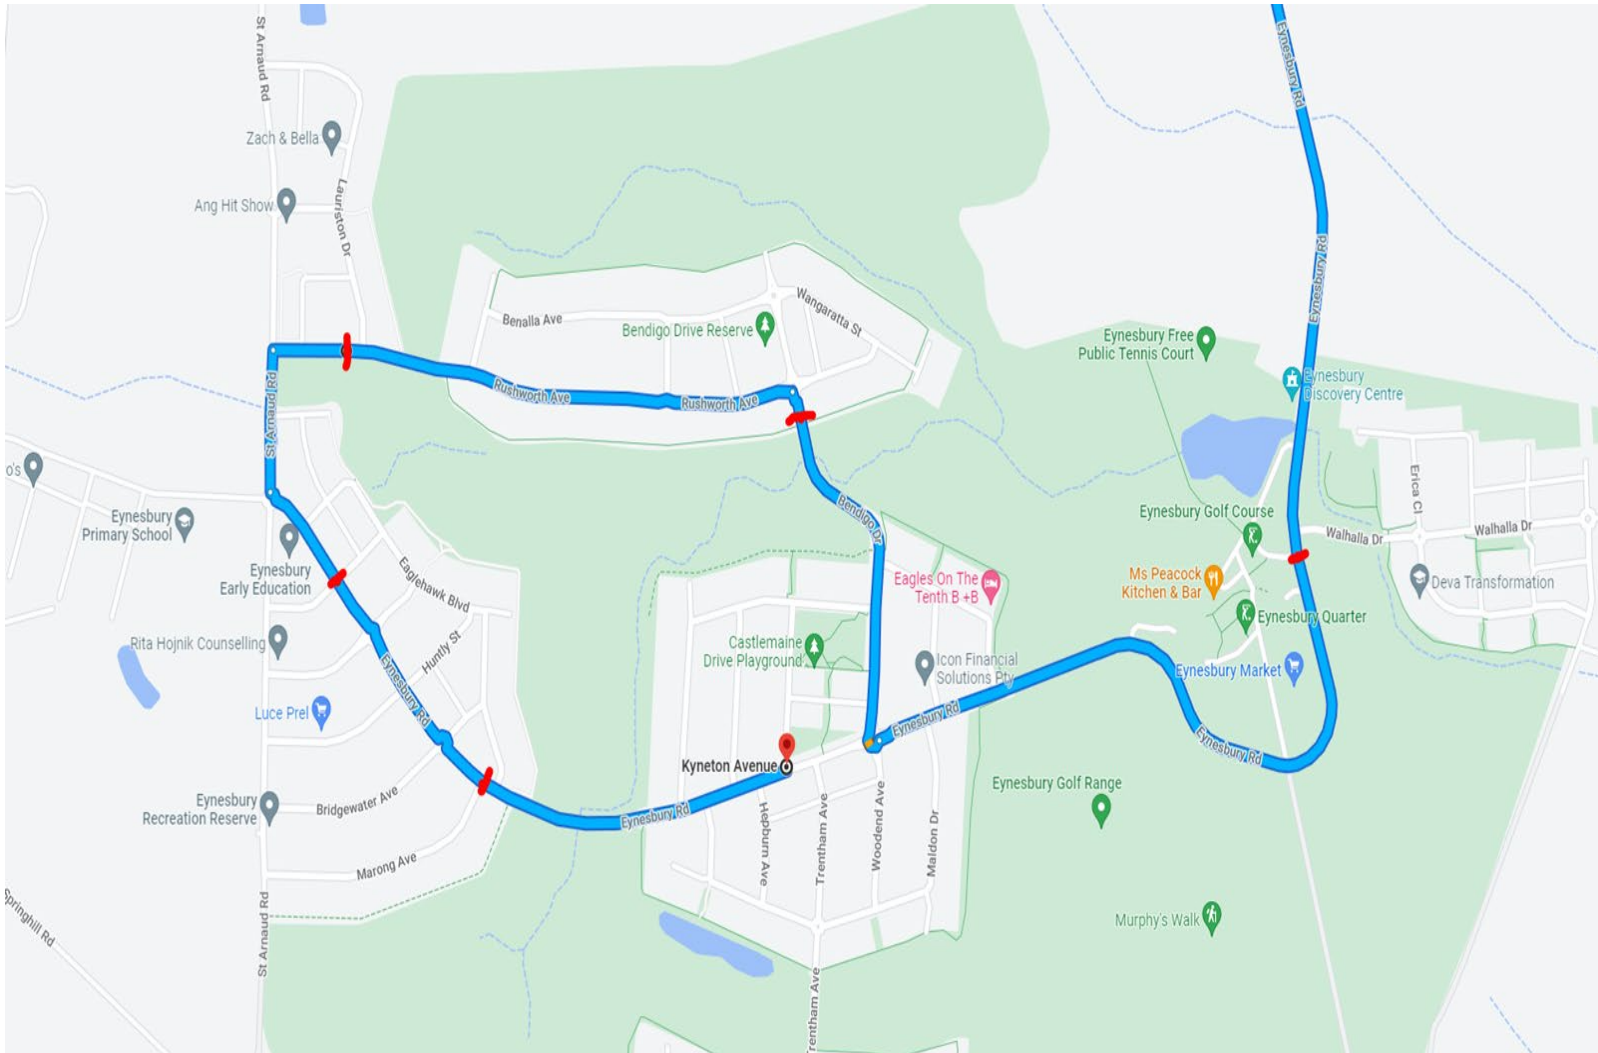 St Arnaud Rd
Eynesbury Rd
Zach & Bella
Lauriston Dr
Ang Hit Show
Eynesbury Rd
Wangaratta St
Benalla Ave
Bendigo Drive Reserve
Eynesbury Free
Public Tennis Court
Eynesbury
Discovery Centre
Rushworth Ave
Rushworth Ave
St Arnaud Rd
o's
Eynesbury
Primary School
Bendigo Dr
Eynesbury Golf Course
Erica Cl
Walhalla Dr
Walhalla Dr
Eynesbury
Early Education
Eaglehawk Blvd
Eagles On The
Tenth B +B
Ms Peacock
Kitchen & Bar
Deva Transformation
Eynesbury Quarter
Rita Hojnik Counselling
Huntly St
Castlemaine
Drive Playground
Icon Financial
Solutions Pty
Eynesbury Market
Luce Prel
Eynesbury Rd
Eynesbury Rd
Eynesbury Rd
Kyneton Avenue
Eynesbury Golf Range
Eynesbury
Recreation Reserve
Bridgewater Ave
Eynesbury Rd
Hepburn Ave
Trentham Ave
Woodend Ave
Maldon Dr
Marong Ave
Springhill Rd
St Arnaud Rd
Murphy's Walk
Trentham Ave